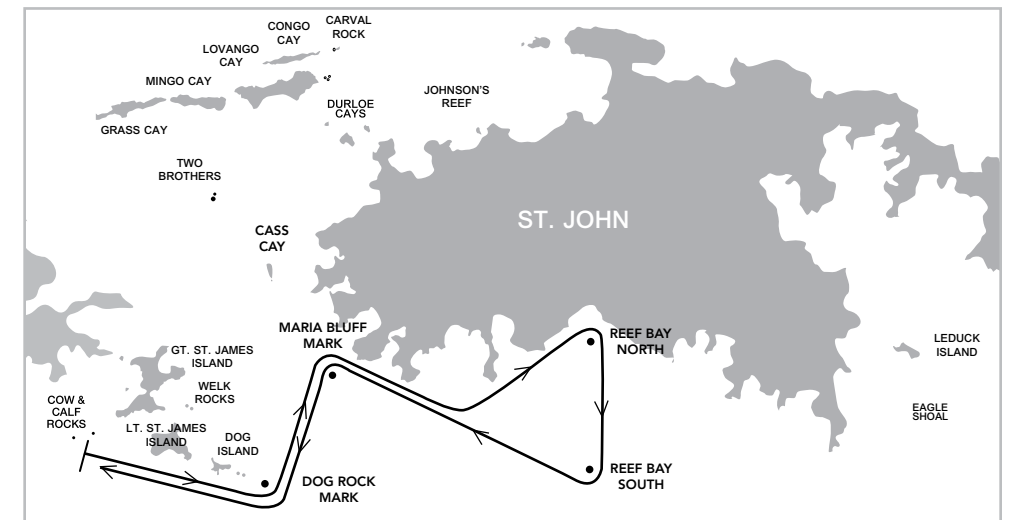 CONGO
CAY
CARVAL
ROCK
LOVANGO
CAY
MINGO CAY
GRASS CAY
DURLOE
CAYS
JOHNSON'S
REEF
TWO
BROTHERS
CASS
CAY
ST. JOHN
MARIA BLUFF
MARK
REEF BAY
NORTH
GT. ST. JAMES
ISLAND
WELK
ROCKS
COW &
CALF
ROCKS
LT. ST. JAMES
ISLAND
DOG
ISLAND
DOG ROCK
MARK
REEF BAY
SOUTH
LEDUCK
ISLAND
EAGLE
SHOAL